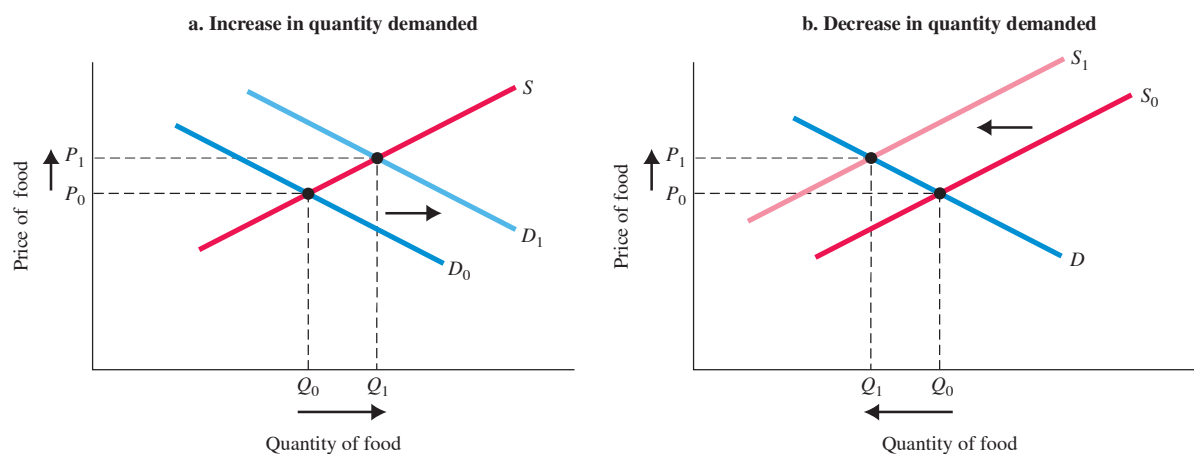 a. Increase in quantity demanded
S
P₁
P₀
D₁
D₀
Price of food
Q₀ Q₁
Quantity of food
b. Decrease in quantity demanded
S₁
S₀
P₁
P₀
D
Price of food
Q₁ Q₀
Quantity of food